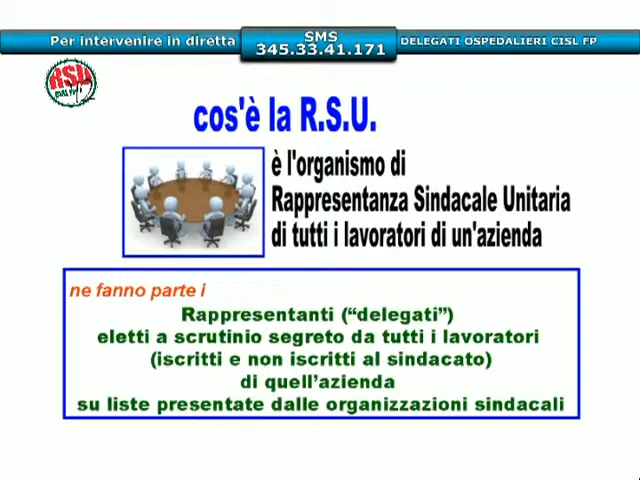 Per intervenire in diretta
SMS
345.33.41.171
DELEGATI OSPEDALIERI CISL FP
RSU
CISL FP
cos'è la R.S.U.
è l'organismo di
Rappresentanza Sindacale Unitaria
di tutti i lavoratori di un'azienda
ne fanno parte i
Rappresentanti (“delegati”)
eletti a scrutinio segreto da tutti i lavoratori
(iscritti e non iscritti al sindacato)
di quell’azienda
su liste presentate dalle organizzazioni sindacali